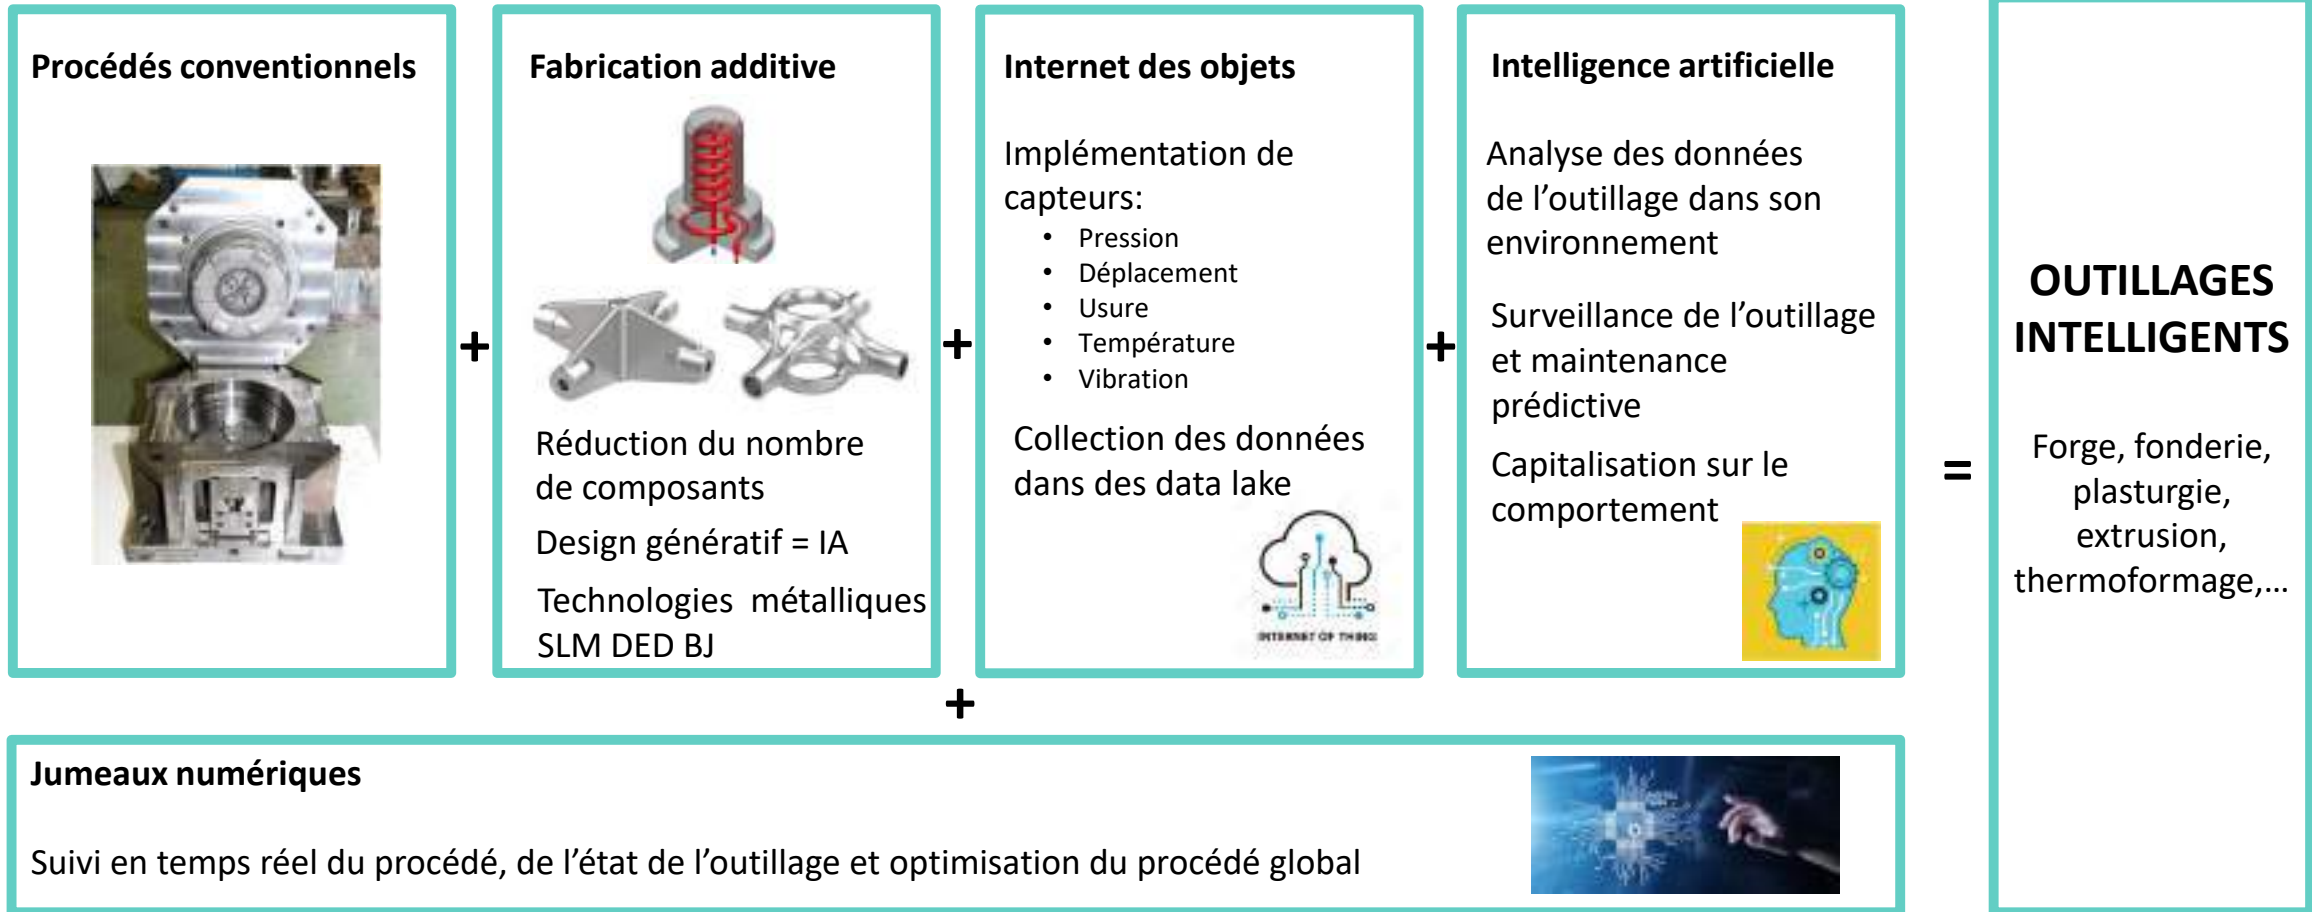 Procédés conventionnels
+
Fabrication additive
Réduction du nombre
de composants
Design génératif = IA
Technologies métalliques
SLM DED BJ
+
Internet des objets
Implémentation de
capteurs:
• Pression
• Déplacement
• Usure
• Température
• Vibration
Collection des données
dans des data lake
INTERNET OF THING
+
Intelligence artificielle
Analyse des données
de l’outillage dans son
environnement
Surveillance de l’outillage
et maintenance
prédictive
Capitalisation sur le
comportement
+
Jumeaux numériques
Suivi en temps réel du procédé, de l’état de l’outillage et optimisation du procédé global
=
OUTILLAGES
INTELLIGENTS
Forge, fonderie,
plasturgie,
extrusion,
thermoformage,...